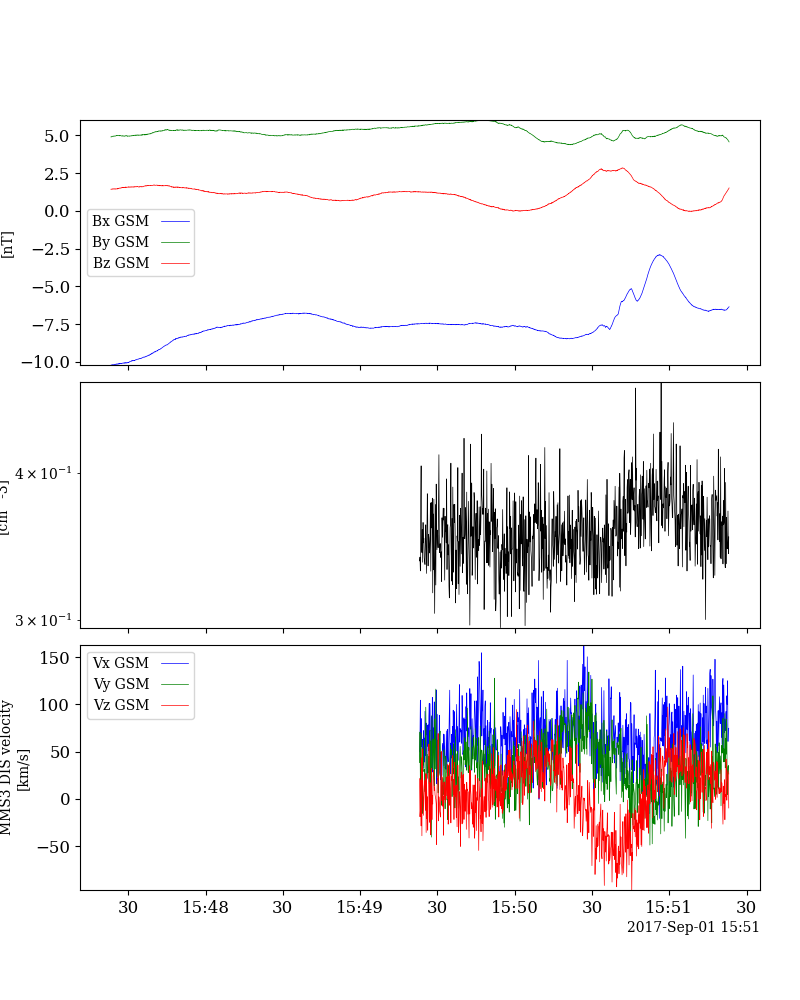 5.0
2.5
0.0
−2.5
−5.0
−7.5
−10.0
[nT]
Bx GSM
By GSM
Bz GSM
4 × 10⁻¹
3 × 10⁻¹
150
100
50
0
−50
MMS3 DIS velocity
[km/s]
Vx GSM
Vy GSM
Vz GSM
30 15:48 30 15:49 30 15:50 30 15:51 30
2017-Sep-01 15:51